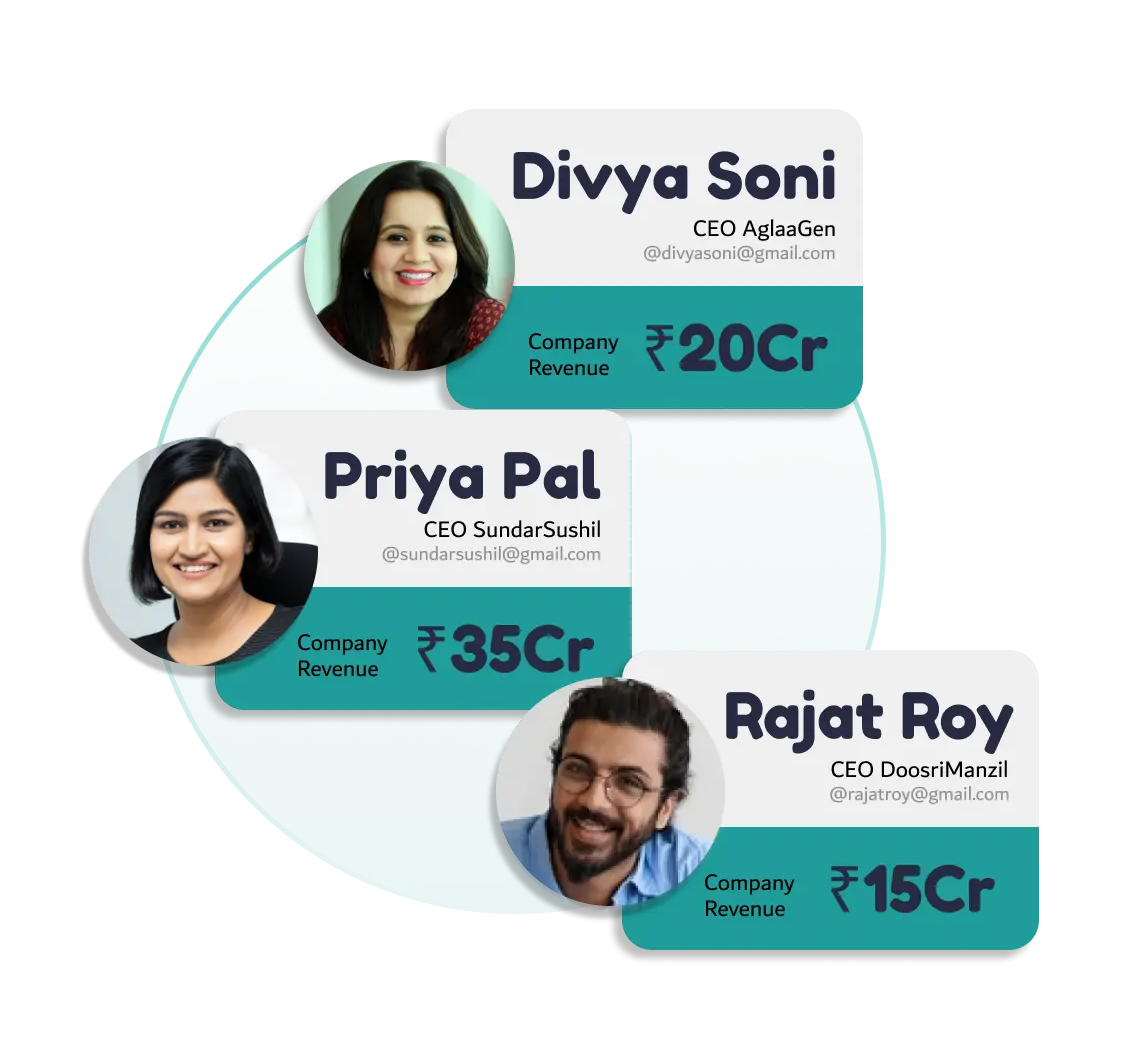 Divya Soni
CEO AglaaGen
@divyasoni@gmail.com
Company
Revenue
₹20Cr
Priya Pal
CEO SundarSushil
@sundarsushil@gmail.com
Company
Revenue
₹35Cr
Rajat Roy
CEO DoosriManzil
@rajatroy@gmail.com
Company
Revenue
₹15Cr